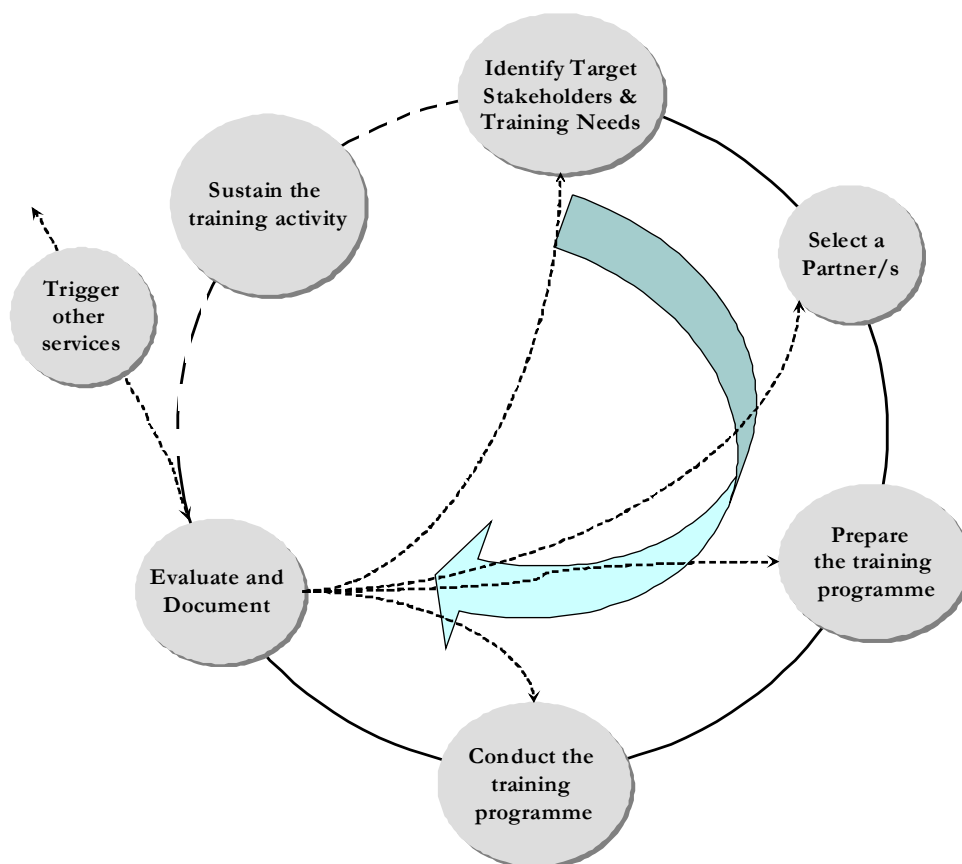 Identify Target
Stakeholders &
Training Needs
Select a
Partner/s
Prepare
the training
programme
Conduct the
training
programme
Evaluate and
Document
Sustain the
training activity
Trigger
other
services